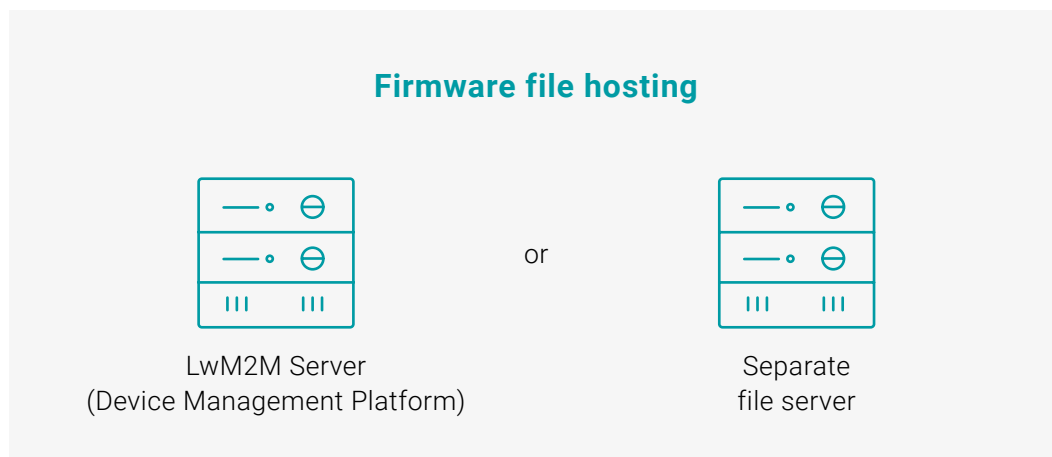 Firmware file hosting
or
LwM2M Server
(Device Management Platform)
Separate
file server